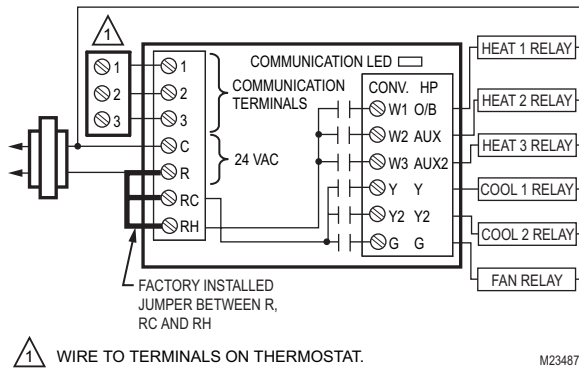 1
1
2
3
1
2
3
C
R
RC
RH
COMMUNICATION LED
COMMUNICATION
TERMINALS
24 VAC
CONV. HP
W1 O/B
W2 AUX
W3 AUX2
Y Y
Y2 Y2
G G
HEAT 1 RELAY
HEAT 2 RELAY
HEAT 3 RELAY
COOL 1 RELAY
COOL 2 RELAY
FAN RELAY
FACTORY INSTALLED
JUMPER BETWEEN R,
RC AND RH
1 WIRE TO TERMINALS ON THERMOSTAT.
M23487